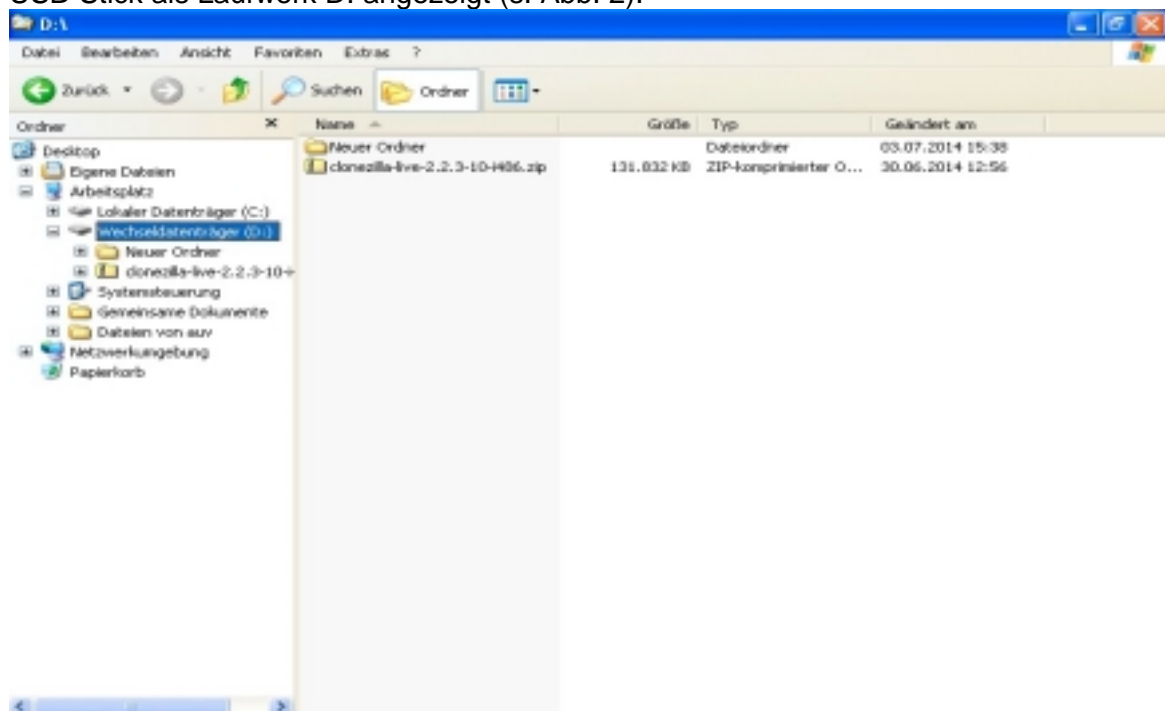 USB-Stick als Laufwerk D: angezeigt (s. Abb. 2).
D:\
Datei Bearbeiten Ansicht Favoriten Extras ?
Zurück Suchen Ordner
Ordner Name Größe Typ Geändert am
Desktop
Eigene Dateien
Arbeitsplatz
Lokaler Datenträger (C:)
Wechseldatenträger (D:)
Neuer Ordner
clonezilla-live-2.2.3-10-i
Systemsteuerung
Gemeinsame Dokumente
Dateien von auv
Netzwerkumgebung
Papierkorb
Neuer Ordner Dateiordner 03.07.2014 15:38
clonezilla-live-2.2.3-10-i486.zip 131.832 KB ZIP-komprimierter O... 30.06.2014 12:56